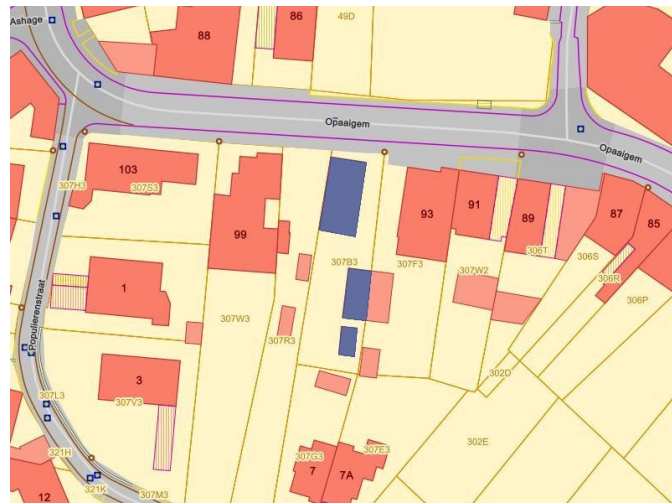 Ashage
88
86
49D
Opaaigem
Opaaigem
103
307S3
307H3
99
93
91
89
87
85
307B3
307F3
307W2
306T
306S
306R
306P
1
307W3
307R3
Populierenstraat
3
307V3
302D
307L3
302E
321H
307G3
307E3
7
7A
12
321K
307M3